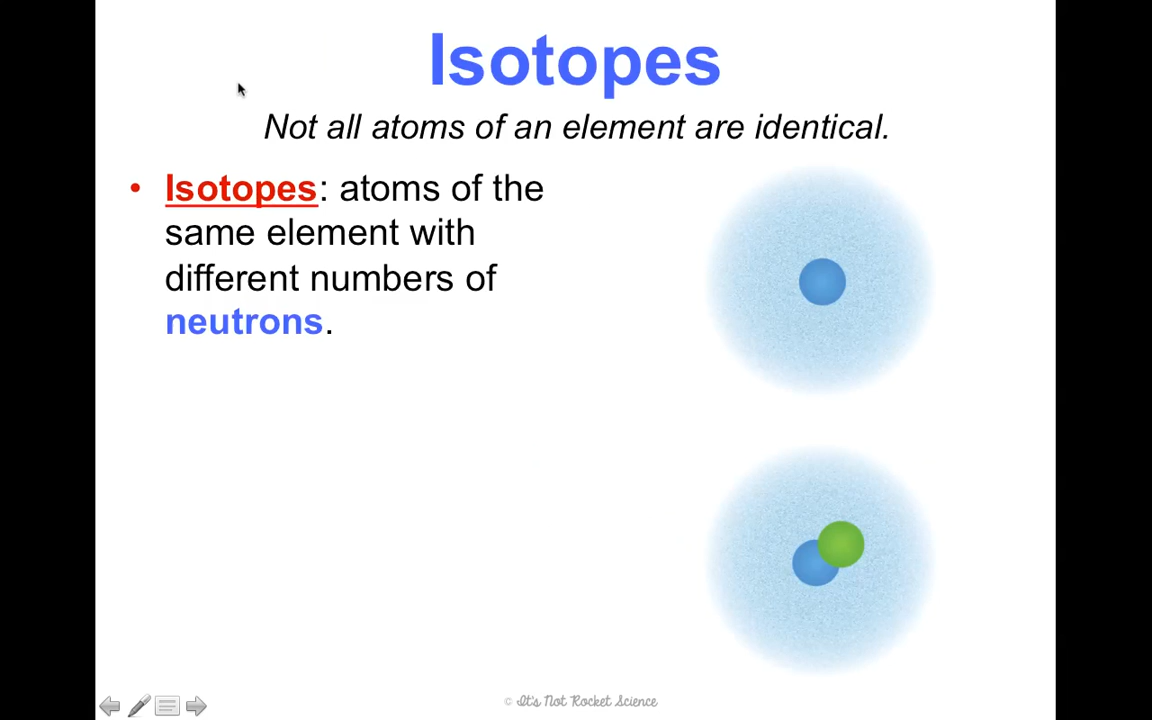 Isotopes
Not all atoms of an element are identical.
• Isotopes: atoms of the
same element with
different numbers of
neutrons.
© It's Not Rocket Science